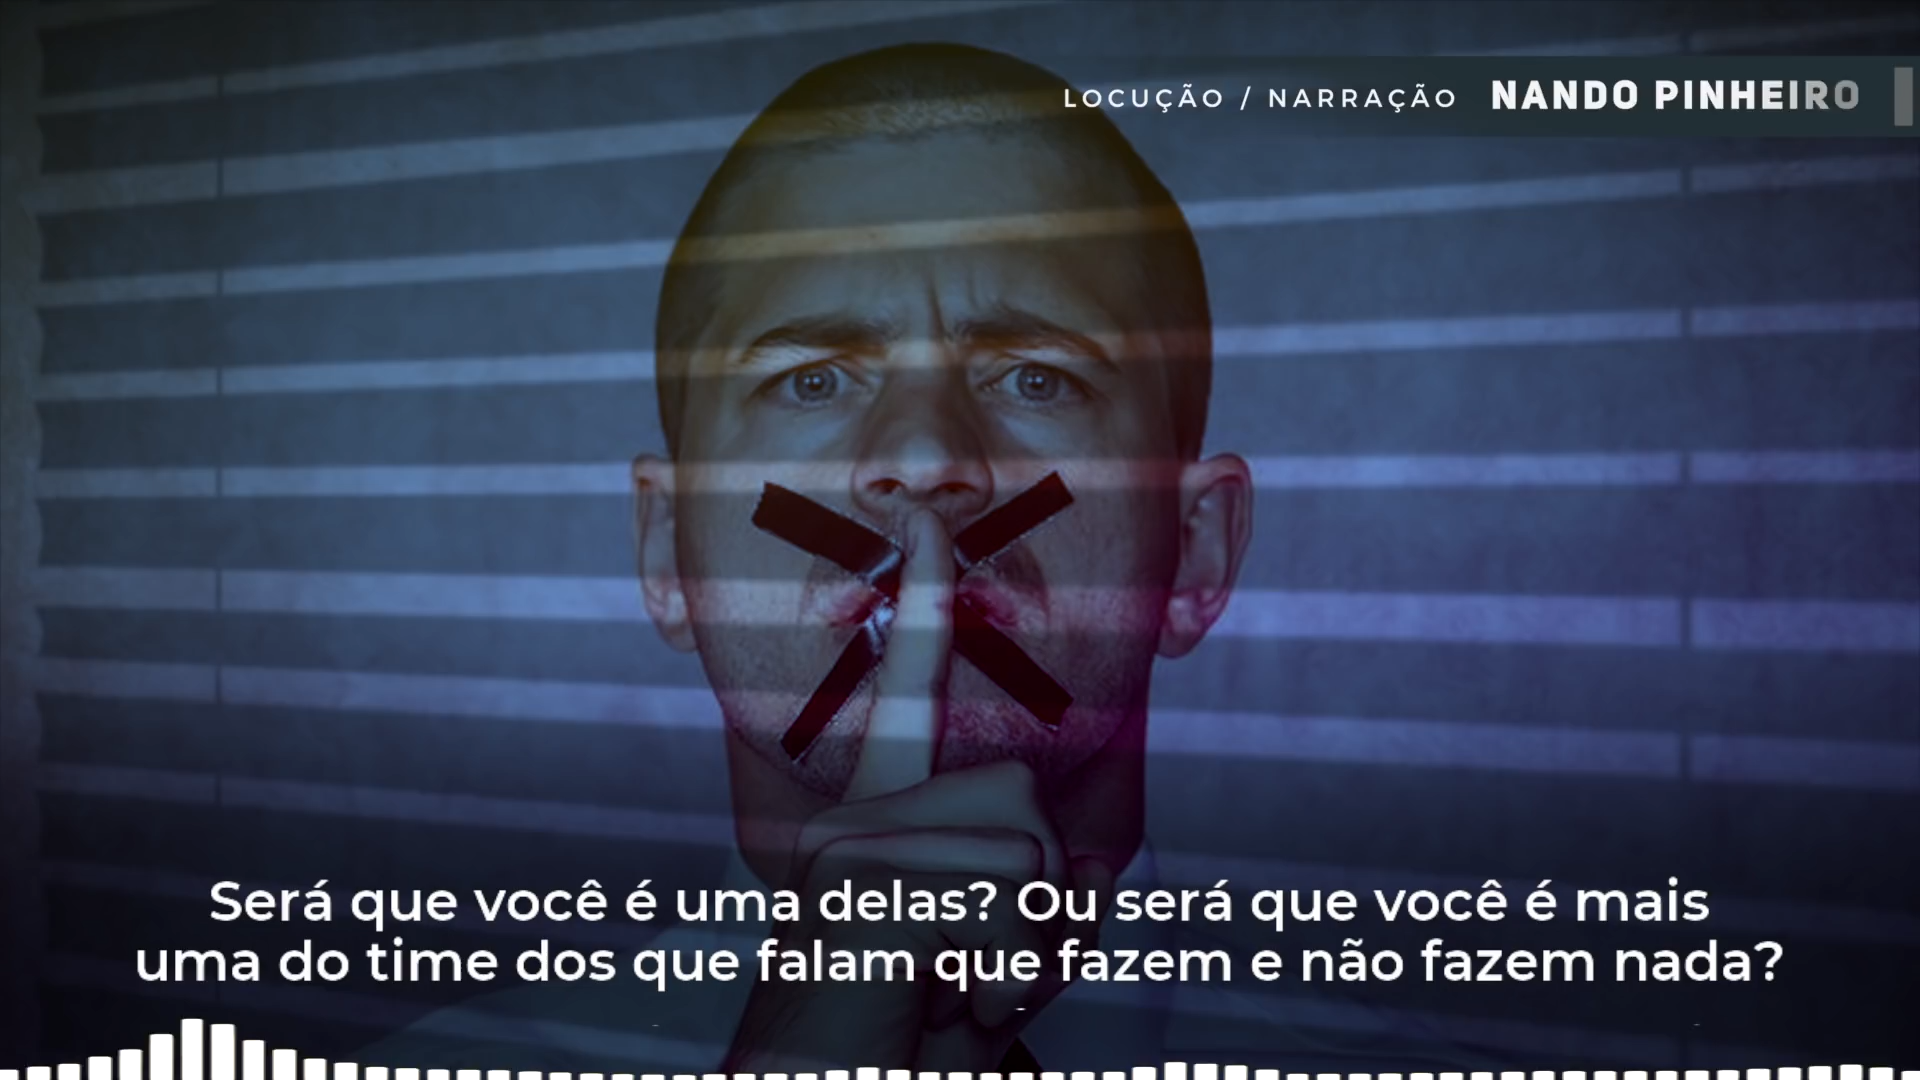 LOCUÇÃO / NARRAÇÃO NANDO PINHEIRO
Será que você é uma delas? Ou será que você é mais
uma do time dos que falam que fazem e não fazem nada?